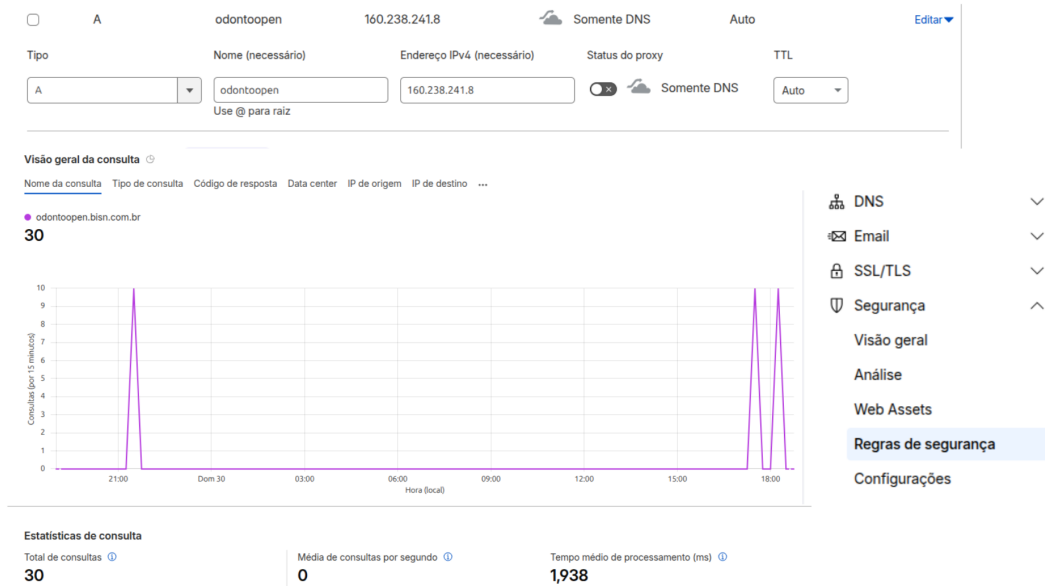 A odontoopen 160.238.241.8 Somente DNS Auto Editar
Tipo Nome (necessário) Endereço IPv4 (necessário) Status do proxy TTL
A odontoopen 160.238.241.8 Somente DNS Auto
Use @ para raiz
Visão geral da consulta
Nome da consulta Tipo de consulta Código de resposta Data center IP de origem IP de destino ...
odontoopen.bisn.com.br
30
10
9
8
7
6
5
4
3
2
1
0
Consultas (por 15 minutos)
21:00 Dom 30 03:00 06:00 09:00 12:00 15:00 18:00
Hora (local)
DNS
Email
SSL/TLS
Segurança
Visão geral
Análise
Web Assets
Regras de segurança
Configurações
Estatísticas de consulta
Total de consultas Média de consultas por segundo Tempo médio de processamento (ms)
30 0 1,938